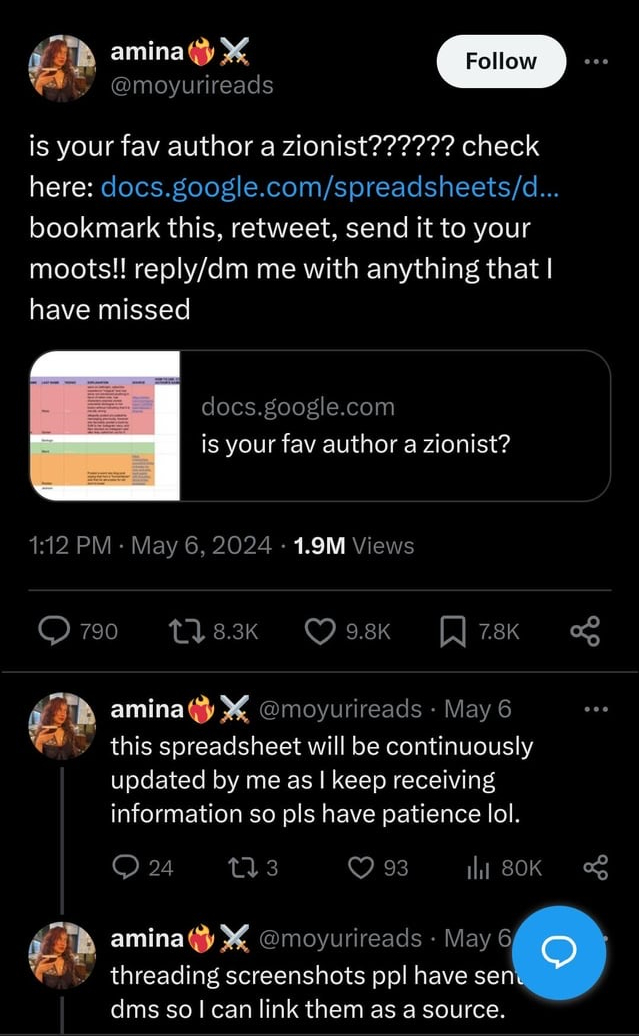 amina❤️‍🔥⚔️
@moyurireads
Follow
is your fav author a zionist?????? check
here: docs.google.com/spreadsheets/d...
bookmark this, retweet, send it to your
moots!! reply/dm me with anything that I
have missed
docs.google.com
is your fav author a zionist?
1:12 PM · May 6, 2024 · 1.9M Views
790 8.3K 9.8K 7.8K
amina❤️‍🔥⚔️ @moyurireads · May 6
this spreadsheet will be continuously
updated by me as I keep receiving
information so pls have patience lol.
24 3 93 80K
amina❤️‍🔥⚔️ @moyurireads · May 6
threading screenshots ppl have sent
dms so I can link them as a source.